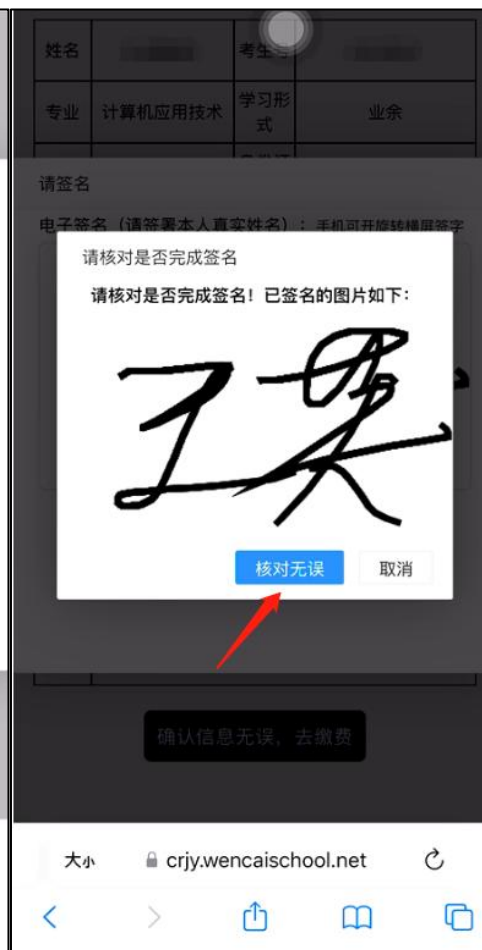 姓名 考生号
专业 计算机应用技术 学习形式 业余
请签名
电子签名（请签署本人真实姓名）：手机可开旋转横屏签字
请核对是否完成签名
请核对是否完成签名！已签名的图片如下：
核对无误 取消
确认信息无误，去缴费
大小 crjy.wencaischool.net